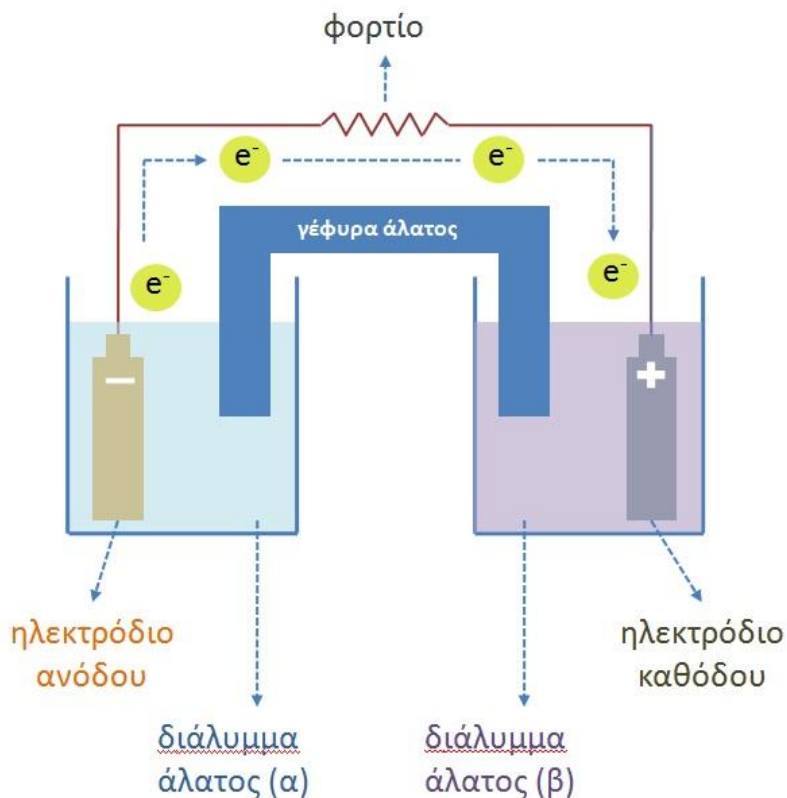 φορτίο
e⁻
e⁻
γέφυρα άλατος
e⁻
e⁻
−
+
ηλεκτρόδιο
ανόδου
ηλεκτρόδιο
καθόδου
διάλυμμα
άλατος (α)
διάλυμμα
άλατος (β)